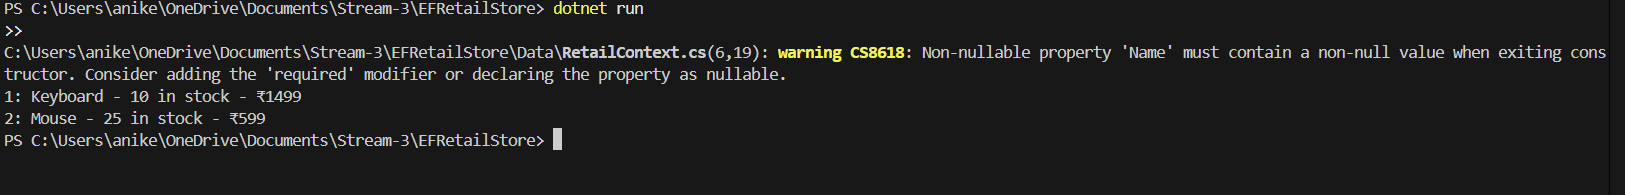 PS C:\Users\anike\OneDrive\Documents\Stream-3\EFRetailStore> dotnet run
>>
C:\Users\anike\OneDrive\Documents\Stream-3\EFRetailStore\Data\RetailContext.cs(6,19): warning CS8618: Non-nullable property 'Name' must contain a non-null value when exiting cons
tructor. Consider adding the 'required' modifier or declaring the property as nullable.
1: Keyboard - 10 in stock - ₹1499
2: Mouse - 25 in stock - ₹599
PS C:\Users\anike\OneDrive\Documents\Stream-3\EFRetailStore>